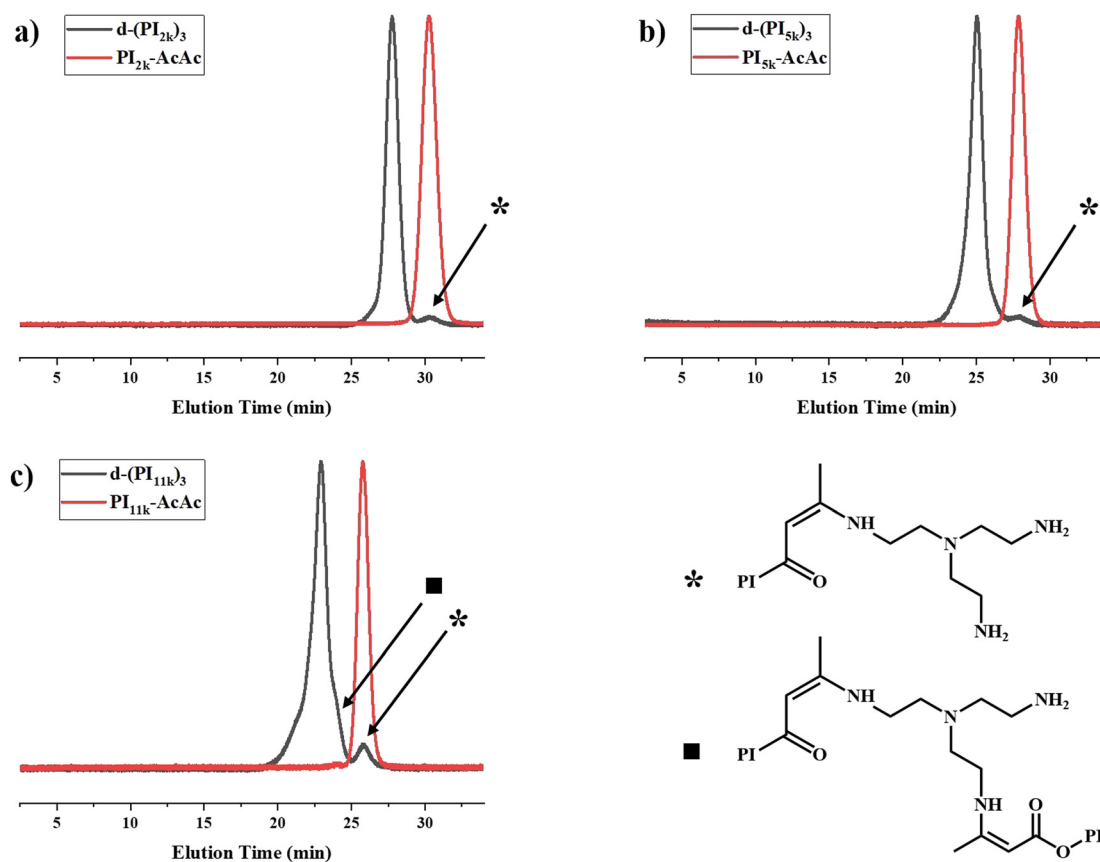 a)
d-(PI2k)3
PI2k-AcAc
*
5 10 15 20 25 30
Elution Time (min)
b)
d-(PI5k)3
PI5k-AcAc
*
5 10 15 20 25 30
Elution Time (min)
c)
d-(PI11k)3
PI11k-AcAc
■
*
5 10 15 20 25 30
Elution Time (min)
*
PI O NH N NH2
NH2
■
PI O NH N NH2
NH O
O PI